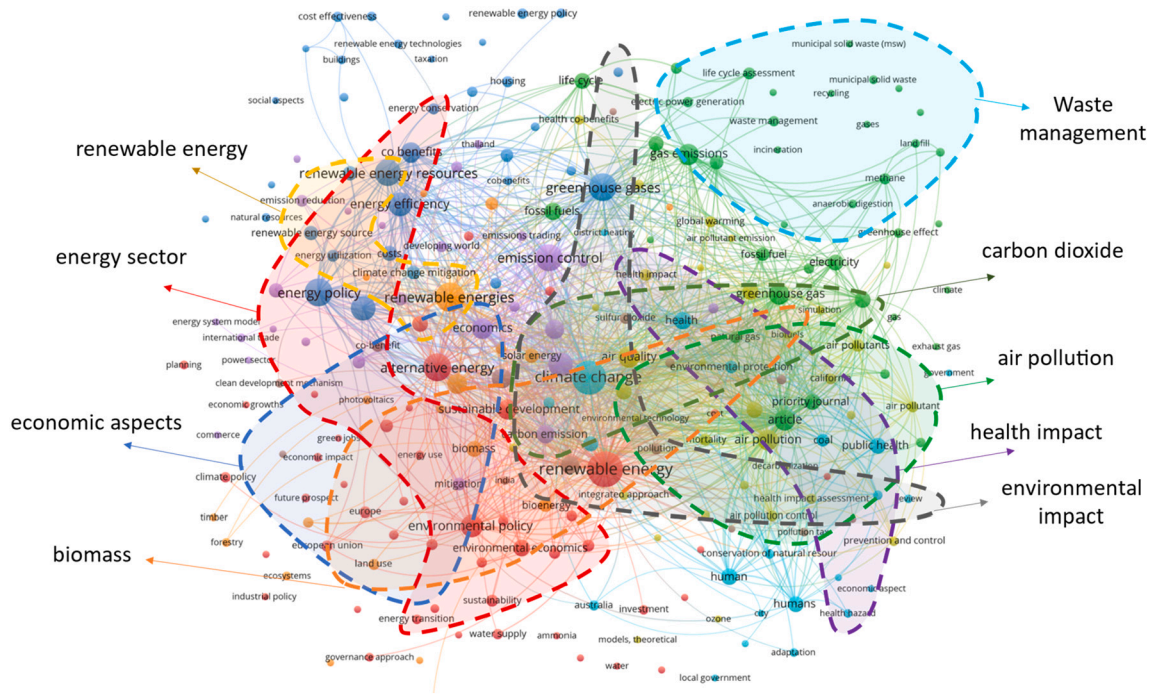 cost effectiveness
renewable energy policy
municipal solid waste (msw)
renewable energy technologies
buildings
taxation
life cycle
life cycle assessment
municipal solid waste
housing
social aspects
energy conservation
electric power generation
recycling
Waste
management
health co-benefits
waste management
gases
thailand
land fill
renewable energy
co benefits
gas emissions
incineration
renewable energy resources
cobenefits
greenhouse gases
methane
emission reduction
energy efficiency
anaerobic digestion
natural resources
fossil fuels
global warming
renewable energy source
emissions trading
district heating
air pollutant emission
greenhouse effect
developing world
energy sector
energy utilization
costs
emission control
fossil fuel
electricity
carbon dioxide
climate change mitigation
health impact
energy policy
renewable energies
greenhouse gas
climate
simulation
energy system model
economics
sulfur dioxide
health
gas
international trade
natural gas
biofuels
planning
power sector
co-benefit
solar energy
air quality
air pollutants
exhaust gas
air pollution
alternative energy
climate change
environmental protection
government
clean development mechanism
california
economic growths
photovoltaics
sustainable development
priority journal
air pollutant
economic aspects
environmental technology
cost
article
commerce
green jobs
carbon emission
mortality
air pollution
coal
public health
health impact
economic impact
energy use
biomass
pollution
climate policy
renewable energy
decarbonization
mitigation
india
environmental
impact
future prospect
integrated approach
health impact assessment
review
timber
europe
bioenergy
air pollution control
environmental policy
pollution tax
forestry
european union
environmental economics
prevention and control
biomass
land use
conservation of natural resour
ecosystems
human
industrial policy
economic aspect
sustainability
australia
investment
humans
city
health hazard
energy transition
ozone
water supply
ammonia
models, theoretical
governance approach
water
adaptation
local government